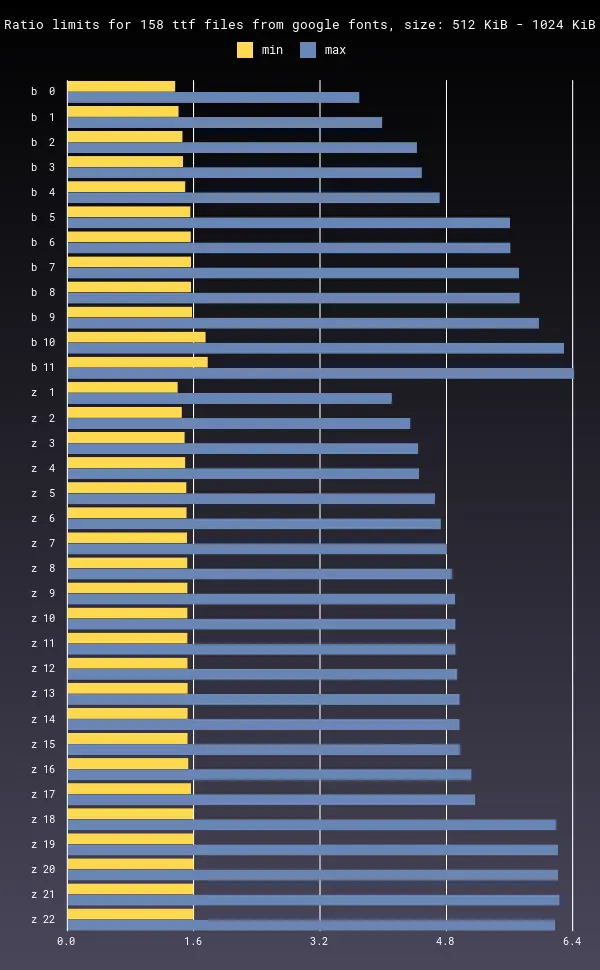 Ratio limits for 158 ttf files from google fonts, size: 512 KiB - 1024 KiB
min max
b 0
b 1
b 2
b 3
b 4
b 5
b 6
b 7
b 8
b 9
b 10
b 11
z 1
z 2
z 3
z 4
z 5
z 6
z 7
z 8
z 9
z 10
z 11
z 12
z 13
z 14
z 15
z 16
z 17
z 18
z 19
z 20
z 21
z 22
0.0 1.6 3.2 4.8 6.4